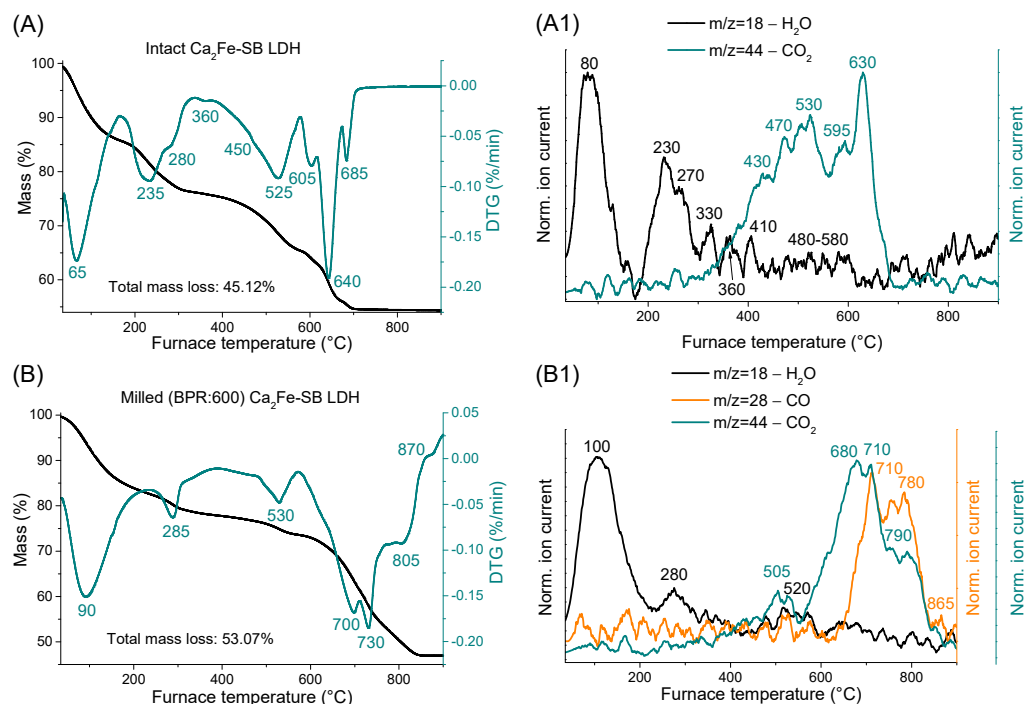 (A)
Intact Ca₂Fe-SB LDH
Mass (%)
100
90
80
70
60
0.00
-0.05
-0.10
-0.15
-0.20
DTG (%/min)
65
235
280
360
450
525
605
640
685
Total mass loss: 45.12%
200
400
600
800
Furnace temperature (°C)
(A1)
m/z=18 – H₂O
m/z=44 – CO₂
Norm. ion current
Norm. ion current
80
230
270
330
360
410
480-580
430
470
530
595
630
200
400
600
800
Furnace temperature (°C)
(B)
Milled (BPR:600) Ca₂Fe-SB LDH
Mass (%)
100
90
80
70
60
50
0.05
0.00
-0.05
-0.10
-0.15
-0.20
DTG (%/min)
90
285
530
700
730
805
870
Total mass loss: 53.07%
200
400
600
800
Furnace temperature (°C)
(B1)
m/z=18 – H₂O
m/z=28 – CO
m/z=44 – CO₂
Norm. ion current
Norm. ion current
Norm. ion current
100
280
505
520
680
710
710
780
790
865
200
400
600
800
Furnace temperature (°C)